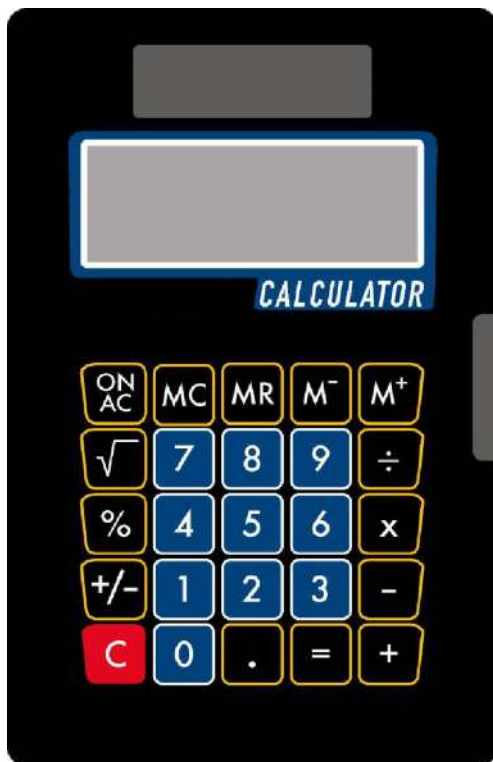 CALCULATOR
ON
AC MC MR M⁻ M⁺
√ 7 8 9 ÷
% 4 5 6 x
+/- 1 2 3 -
C 0 . = +